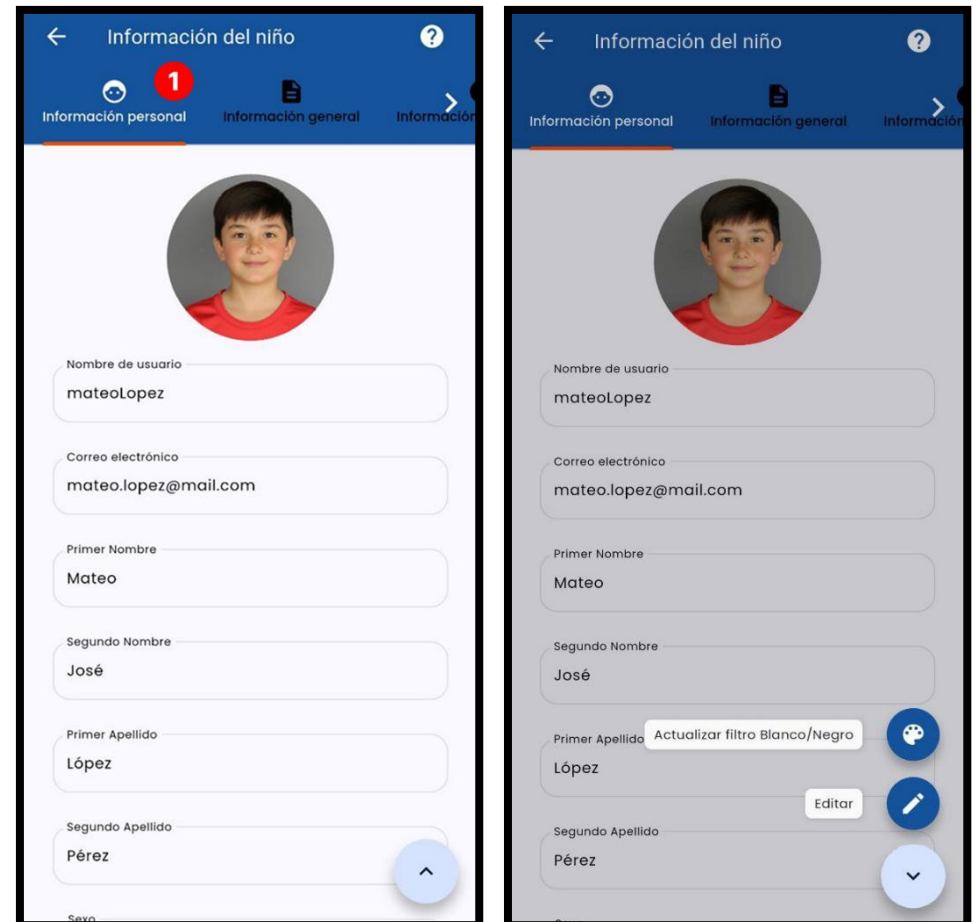 Información del niño
1
Información personal
Información general
Información
Nombre de usuario
mateoLopez
Correo electrónico
mateo.lopez@mail.com
Primer Nombre
Mateo
Segundo Nombre
José
Primer Apellido
López
Segundo Apellido
Pérez
Sexo
Información del niño
Información personal
Información general
Información
Nombre de usuario
mateoLopez
Correo electrónico
mateo.lopez@mail.com
Primer Nombre
Mateo
Segundo Nombre
José
Primer Apellido
Actualizar filtro Blanco/Negro
López
Editar
Segundo Apellido
Pérez